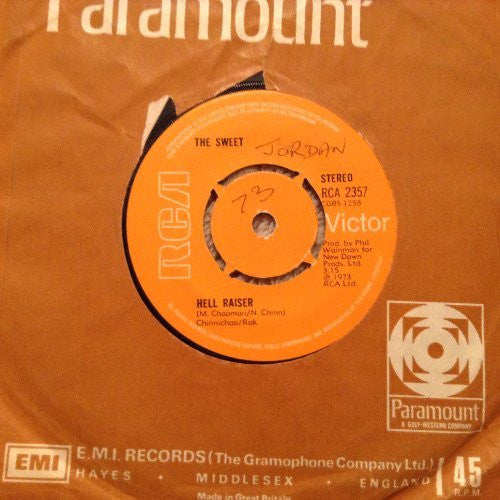 Paramount
THE SWEET
JORDAN
73
STEREO
RCA 2357
CGBS 1258
RCA
Victor
Prod. by Phil
Wainman for
New Dawn
Prods. Ltd.
3.15
℗ 1973
RCA Ltd.
HELL RAISER
(M. Chapman/N. Chinn)
Chinnichap/Rak
Paramount
A GULF+WESTERN COMPANY
EMI
E.M.I. RECORDS (The Gramophone Company Ltd.)
HAYES • MIDDLESEX • ENGLAND
45
R.P.M.
Made in Great Britain